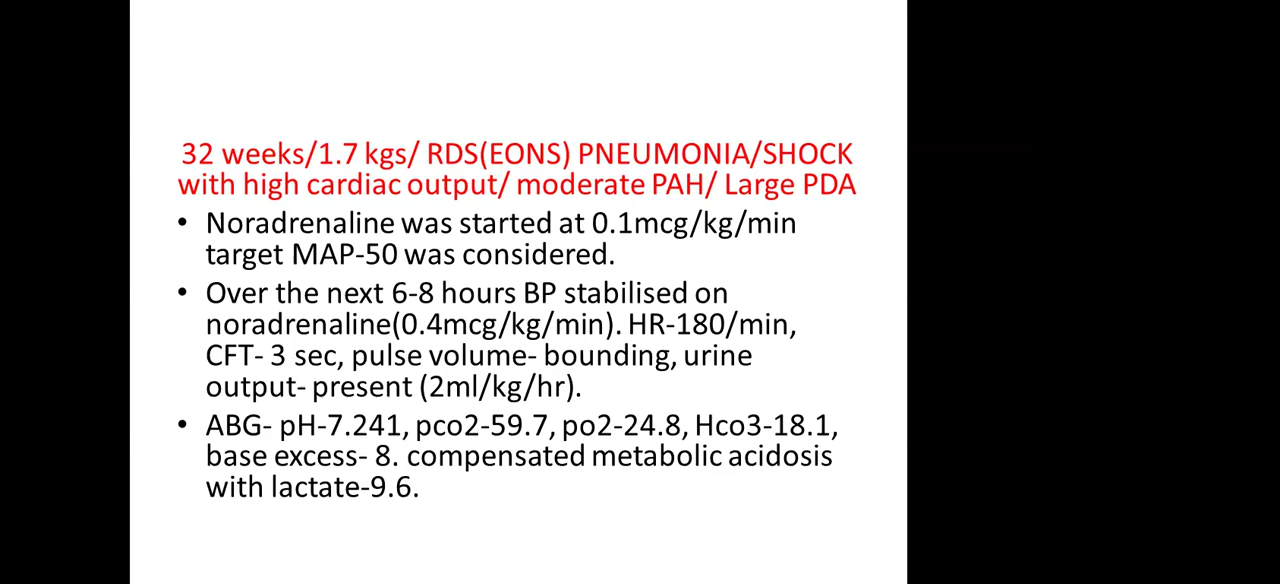 32 weeks/1.7 kgs/ RDS(EONS) PNEUMONIA/SHOCK
with high cardiac output/ moderate PAH/ Large PDA
• Noradrenaline was started at 0.1mcg/kg/min
target MAP-50 was considered.
• Over the next 6-8 hours BP stabilised on
noradrenaline(0.4mcg/kg/min). HR-180/min,
CFT- 3 sec, pulse volume- bounding, urine
output- present (2ml/kg/hr).
• ABG- pH-7.241, pco2-59.7, po2-24.8, Hco3-18.1,
base excess- 8. compensated metabolic acidosis
with lactate-9.6.